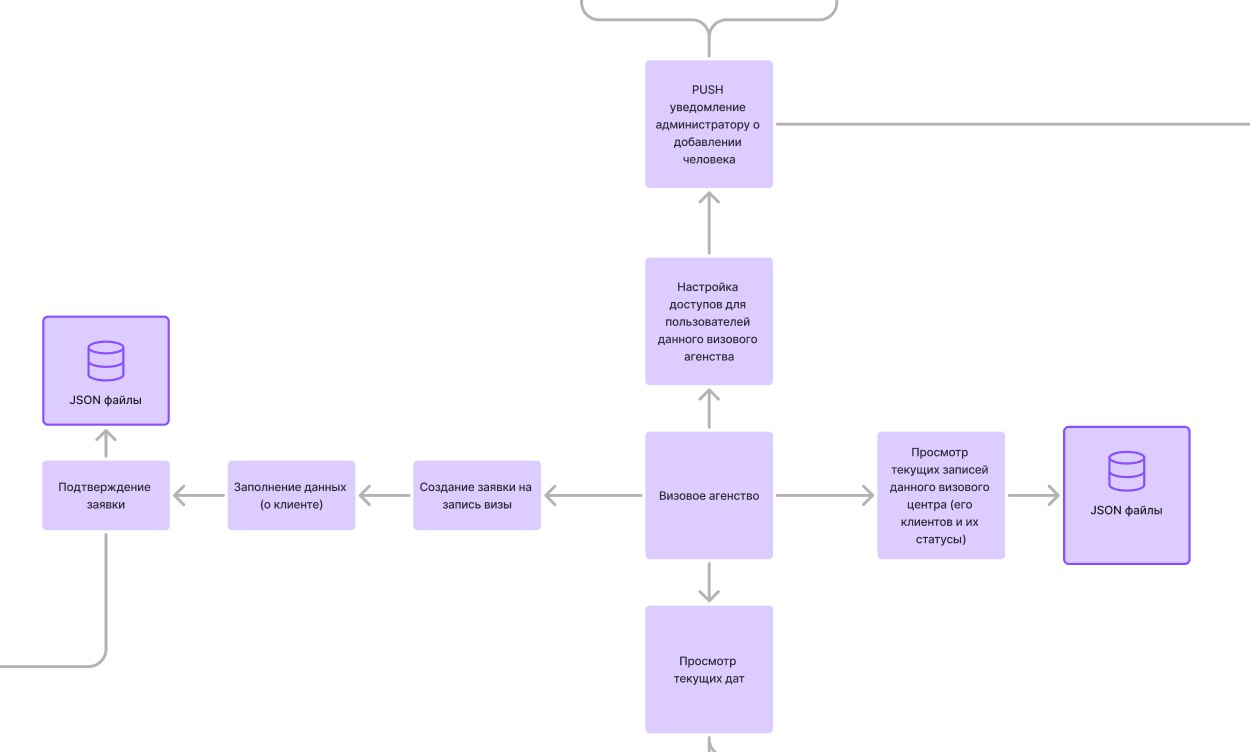 PUSH
уведомление
администратору о
добавлении
человека
Настройка
доступов для
пользователей
данного визового
агенства
JSON файлы
Подтверждение
заявки
Заполнение данных
(о клиенте)
Создание заявки на
запись визы
Визовое агенство
Просмотр
текущих записей
данного визового
центра (его
клиентов и их
статусы)
JSON файлы
Просмотр
текущих дат